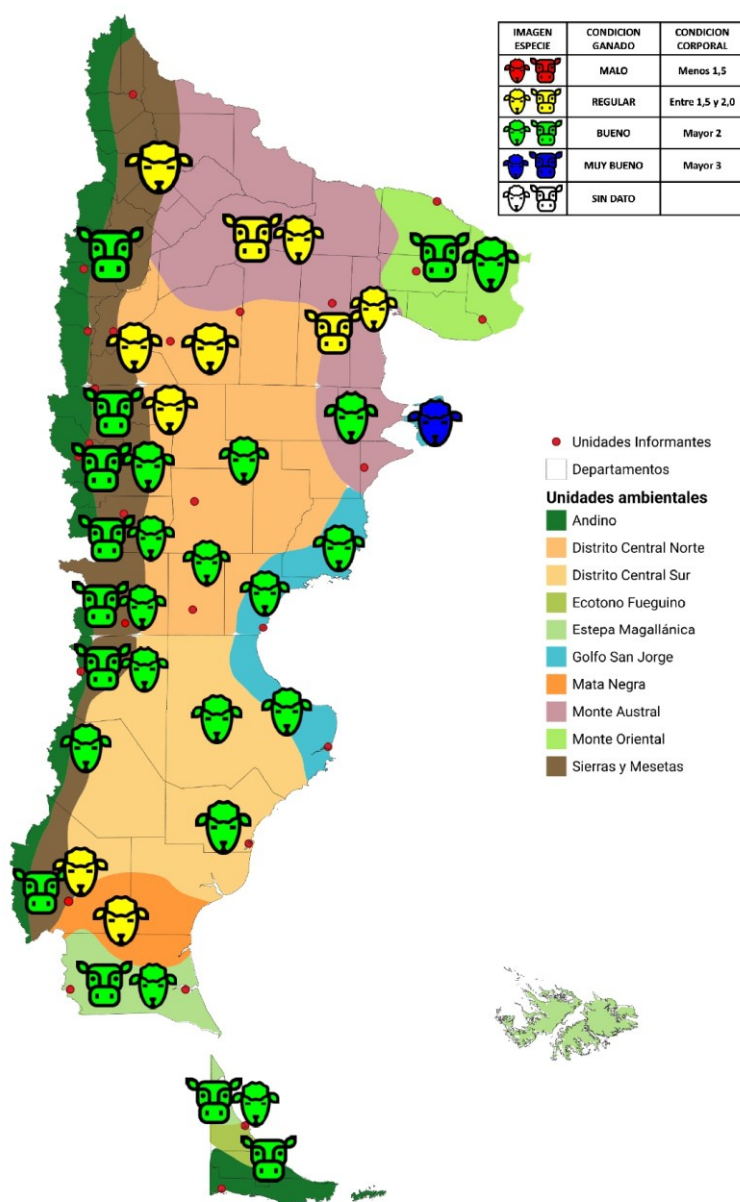 IMAGEN ESPECIE CONDICION GANADO CONDICION CORPORAL
MALO Menos 1,5
REGULAR Entre 1,5 y 2,0
BUENO Mayor 2
MUY BUENO Mayor 3
SIN DATO
Unidades Informantes
Departamentos
Unidades ambientales
Andino
Distrito Central Norte
Distrito Central Sur
Ecotono Fueguino
Estepa Magallánica
Golfo San Jorge
Mata Negra
Monte Austral
Monte Oriental
Sierras y Mesetas